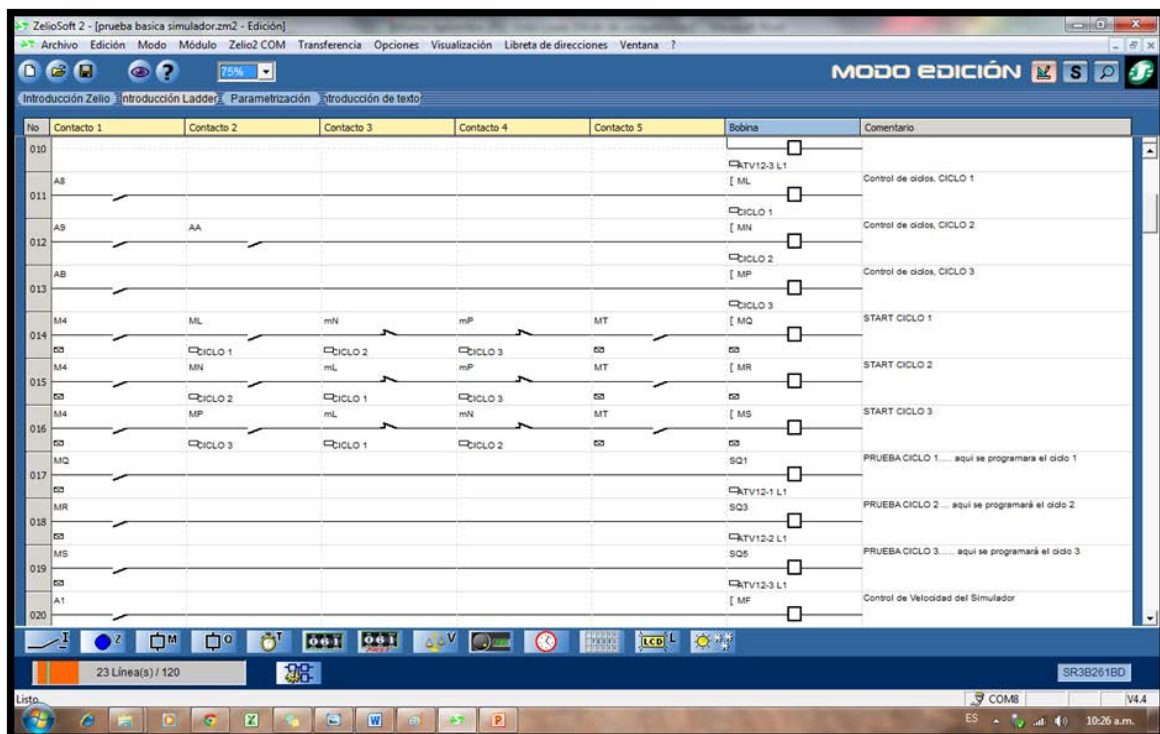 ZelioSoft 2 - [prueba basica simulador.zm2 - Edición]
Archivo Edición Modo Módulo Zelio2 COM Transferencia Opciones Visualización Libreta de direcciones Ventana ?
75%
MODO EDICIÓN
S
Introducción Zelio ntroducción Ladder Parametrización ntroducción de texto
No Contacto 1 Contacto 2 Contacto 3 Contacto 4 Contacto 5 Bobina Comentario
010
ATV12-3 L1
A8 [ ML Control de ciclos, CICLO 1
011
CICLO 1
A9 AA [ MN Control de ciclos, CICLO 2
012
CICLO 2
AB [ MP Control de ciclos, CICLO 3
013
CICLO 3
M4 ML mN mP MT [ MQ START CICLO 1
014
CICLO 1 CICLO 2 CICLO 3
M4 MN mL mP MT [ MR START CICLO 2
015
CICLO 2 CICLO 1 CICLO 3
M4 MP mL mN MT [ MS START CICLO 3
016
CICLO 3 CICLO 1 CICLO 2
MQ SQ1 PRUEBA CICLO 1..... aqui se programara el ciclo 1
017
ATV12-1 L1
MR SQ3 PRUEBA CICLO 2 ... aqui se programará el ciclo 2
018
ATV12-2 L1
MS SQ5 PRUEBA CICLO 3...... aqui se programará el ciclo 3
019
ATV12-3 L1
A1 [ MF Control de Velocidad del Simulador
020
I Z M Q T V LCD L
23 Línea(s) / 120
SR3B261BD
Listo COM8 V4.4
ES 10:26 a.m.